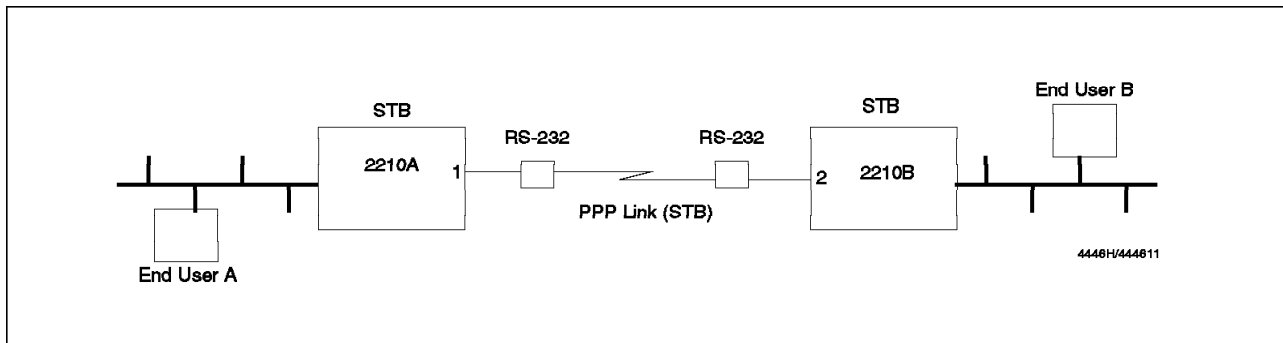 End User B
STB
STB
RS-232
RS-232
2210A
1
2
2210B
PPP Link (STB)
4446H/444611
End User A